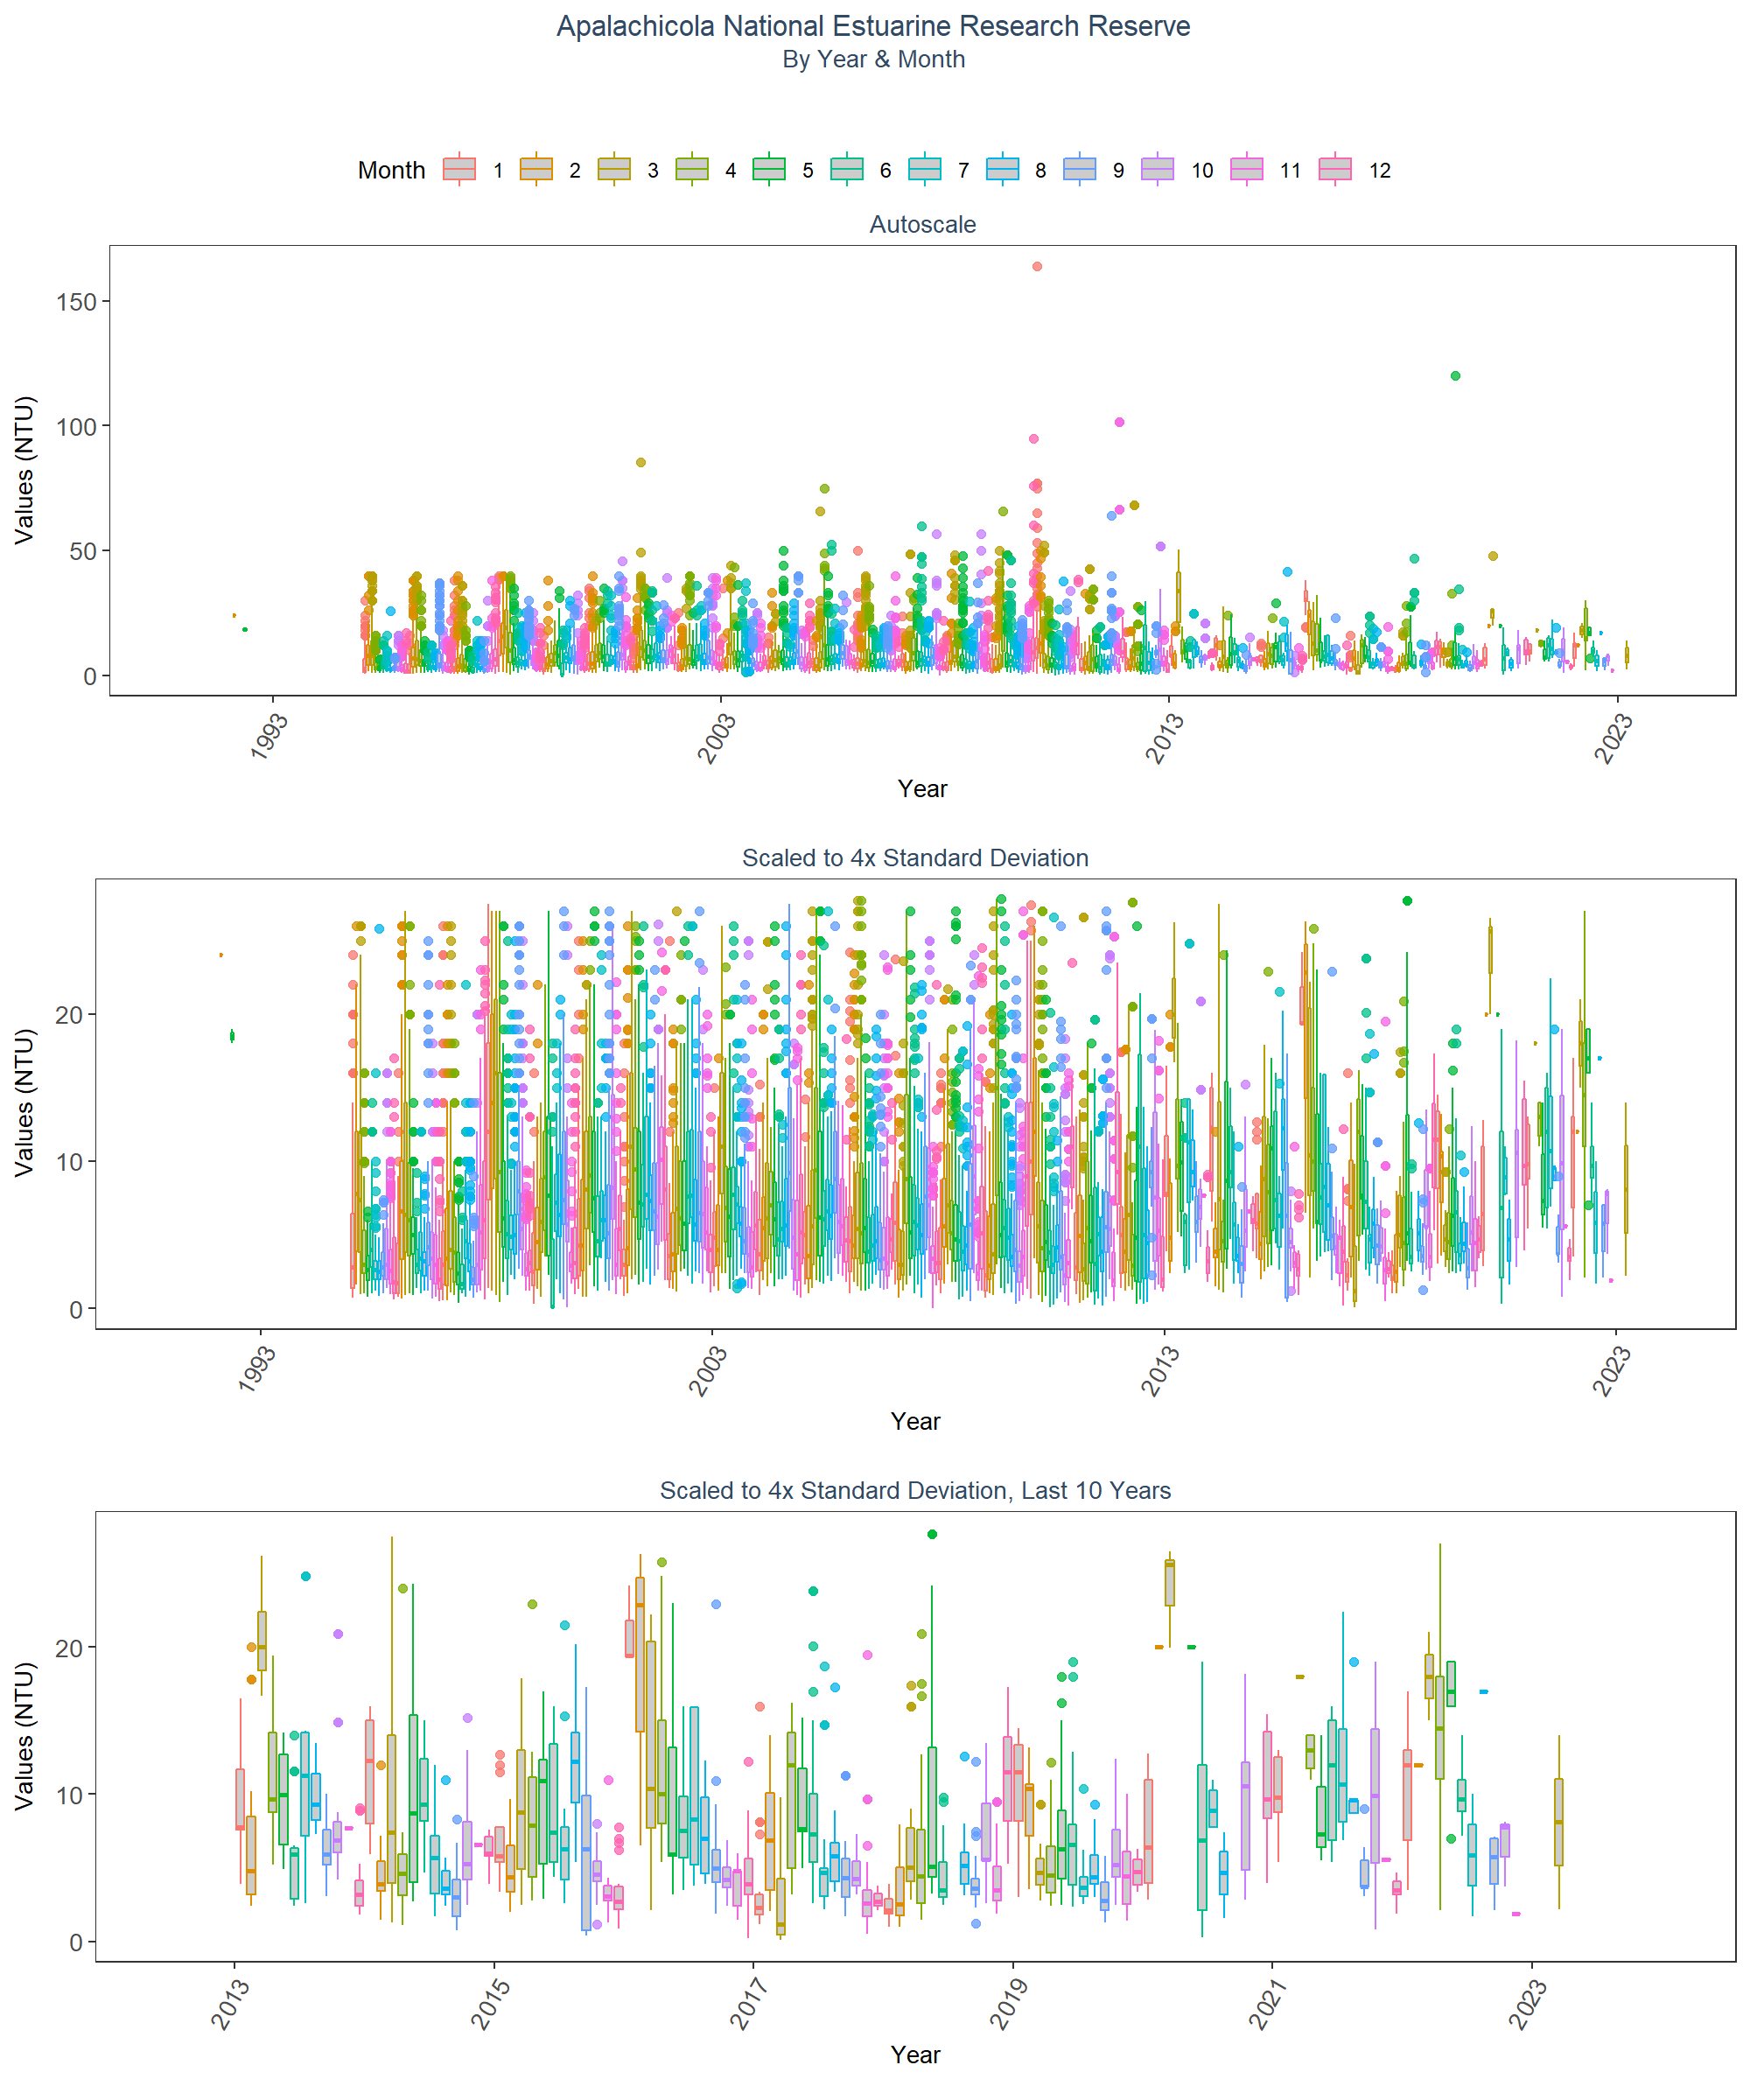 Apalachicola National Estuarine Research Reserve
By Year & Month
Month 1 2 3 4 5 6 7 8 9 10 11 12
Autoscale
Values (NTU)
150
100
50
0
1993 2003 2013 2023
Year
Scaled to 4x Standard Deviation
Values (NTU)
20
10
0
1993 2003 2013 2023
Year
Scaled to 4x Standard Deviation, Last 10 Years
Values (NTU)
20
10
0
2013 2015 2017 2019 2021 2023
Year